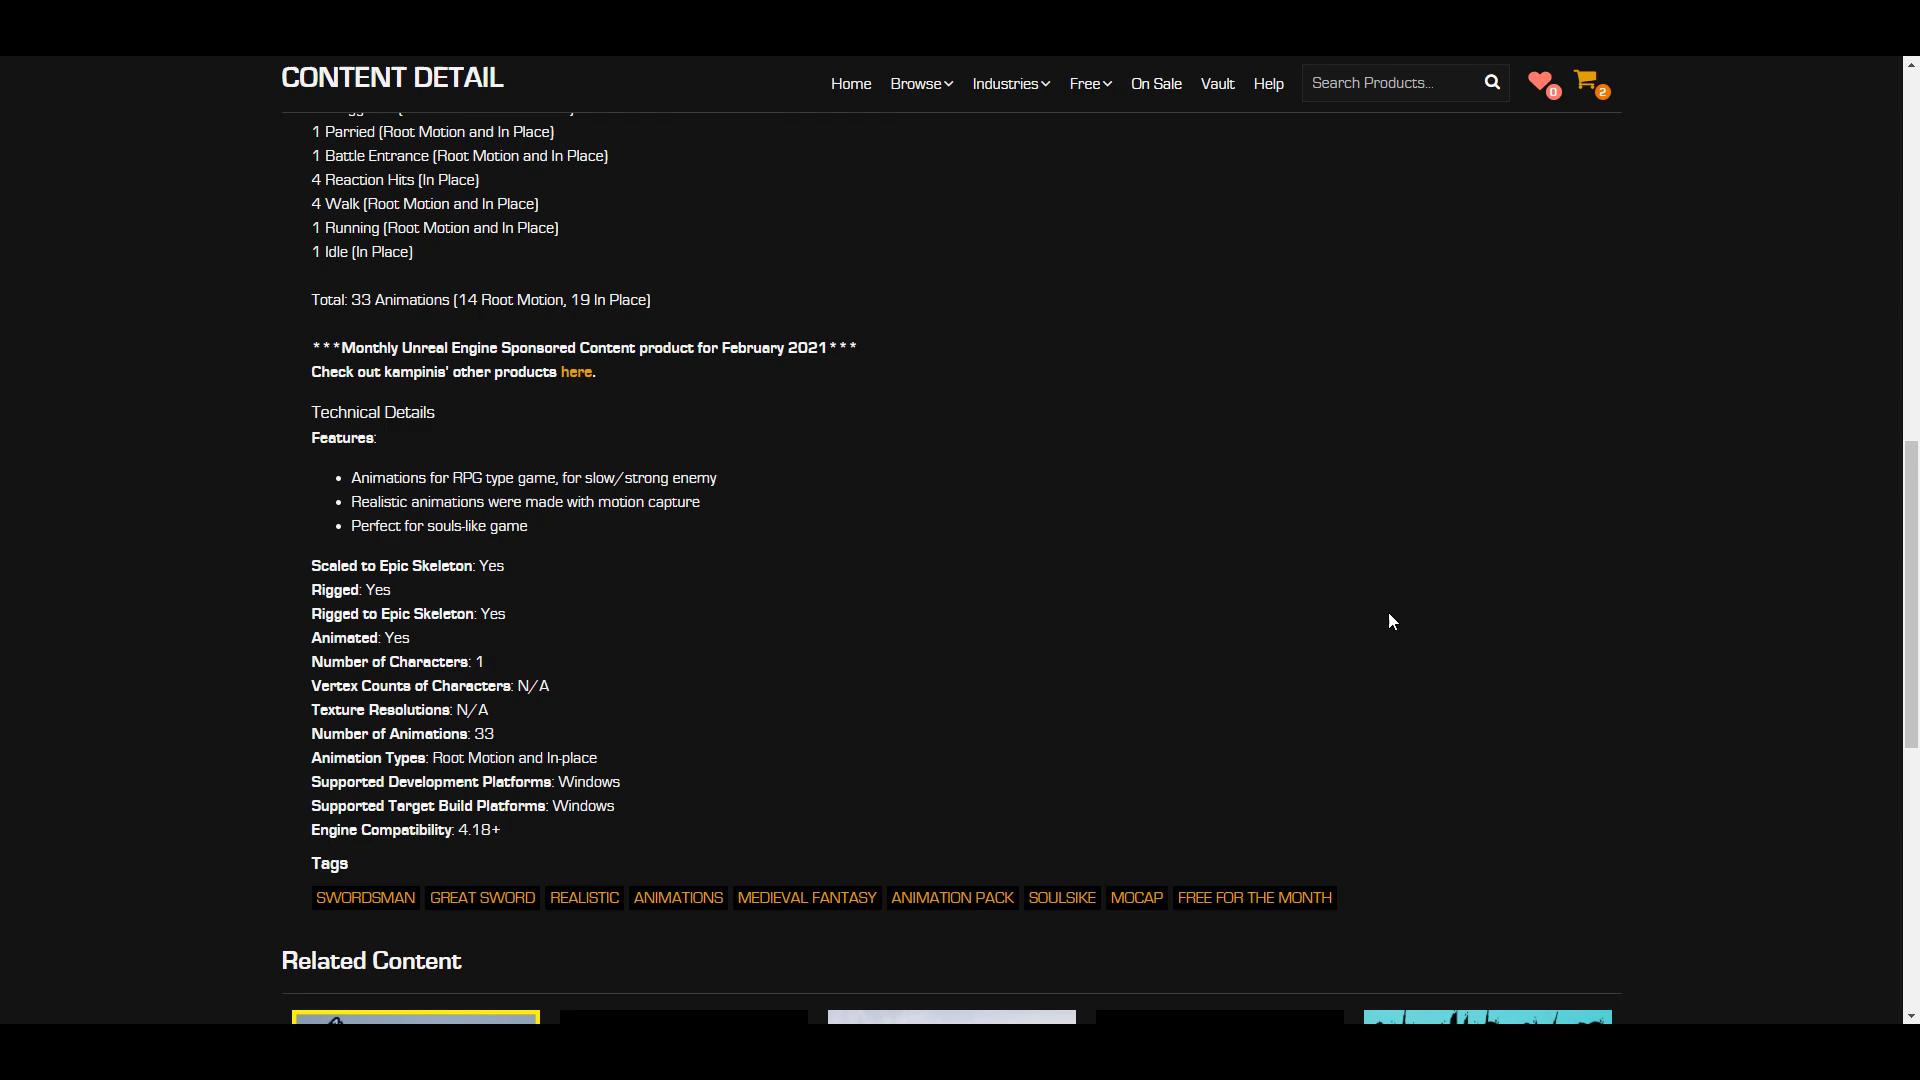 CONTENT DETAIL
Home Browse Industries Free On Sale Vault Help Search Products... 0 2
1 Parried (Root Motion and In Place)
1 Battle Entrance (Root Motion and In Place)
4 Reaction Hits (In Place)
4 Walk (Root Motion and In Place)
1 Running (Root Motion and In Place)
1 Idle (In Place)
Total: 33 Animations (14 Root Motion, 19 In Place)
***Monthly Unreal Engine Sponsored Content product for February 2021***
Check out kampinis' other products here.
Technical Details
Features:
• Animations for RPG type game, for slow/strong enemy
• Realistic animations were made with motion capture
• Perfect for souls-like game
Scaled to Epic Skeleton: Yes
Rigged: Yes
Rigged to Epic Skeleton: Yes
Animated: Yes
Number of Characters: 1
Vertex Counts of Characters: N/A
Texture Resolutions: N/A
Number of Animations: 33
Animation Types: Root Motion and In-place
Supported Development Platforms: Windows
Supported Target Build Platforms: Windows
Engine Compatibility: 4.18+
Tags
SWORDSMAN GREAT SWORD REALISTIC ANIMATIONS MEDIEVAL FANTASY ANIMATION PACK SOULSIKE MOCAP FREE FOR THE MONTH
Related Content